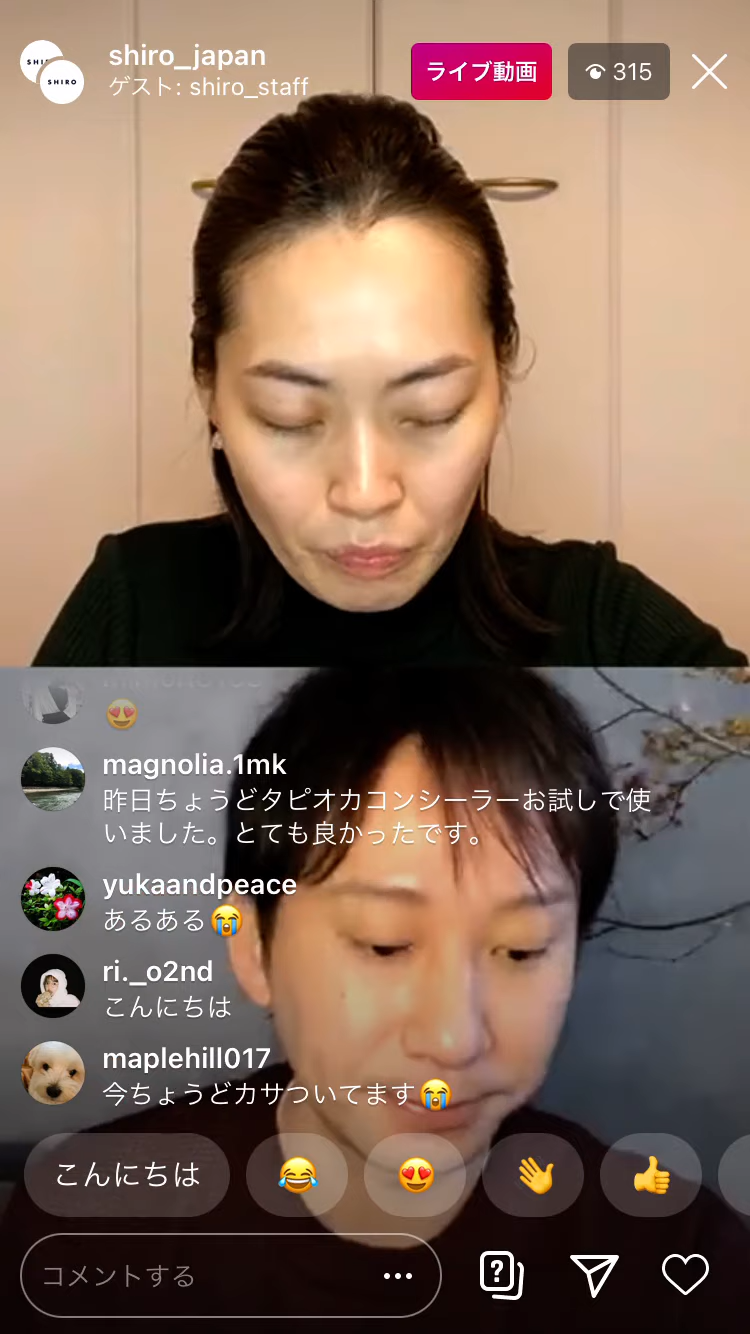 SHIRO
shiro_japan
ゲスト: shiro_staff
ライブ動画
315
😍
magnolia.1mk
昨日ちょうどタピオカコンシーラーお試しで使
いました。とても良かったです。
yukaandpeace
あるある😭
ri._o2nd
こんにちは
maplehill017
今ちょうどカサついてます😭
こんにちは 😂 😍 👋 👍
コメントする